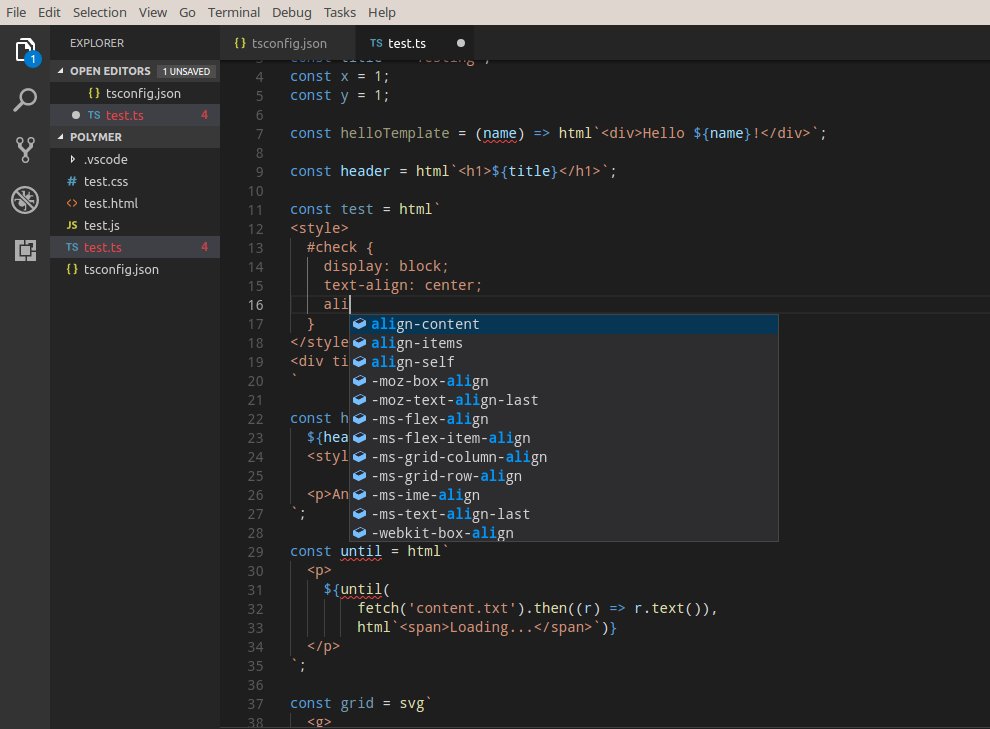 File Edit Selection View Go Terminal Debug Tasks Help
1
EXPLORER
OPEN EDITORS 1 UNSAVED
{} tsconfig.json
TS test.ts 4
POLYMER
.vscode
# test.css
<> test.html
JS test.js
TS test.ts 4
{} tsconfig.json
{} tsconfig.json TS test.ts
4 const x = 1;
5 const y = 1;
6
7 const helloTemplate = (name) => html`<div>Hello ${name}!</div>`;
8
9 const header = html`<h1>${title}</h1>`;
10
11 const test = html`
12 <style>
13 #check {
14 display: block;
15 text-align: center;
16 ali
17 }
18 </style
19 <div ti
20 `
21
22 const h
23 ${hea
24 <styl
25
26 <p>An
27 `;
28
align-content
align-items
align-self
-moz-box-align
-moz-text-align-last
-ms-flex-align
-ms-flex-item-align
-ms-grid-column-align
-ms-grid-row-align
-ms-ime-align
-ms-text-align-last
-webkit-box-align
29 const until = html`
30 <p>
31 ${until(
32 fetch('content.txt').then((r) => r.text()),
33 html`<span>Loading...</span>`)}
34 </p>
35 `;
36
37 const grid = svg`
38 <g>